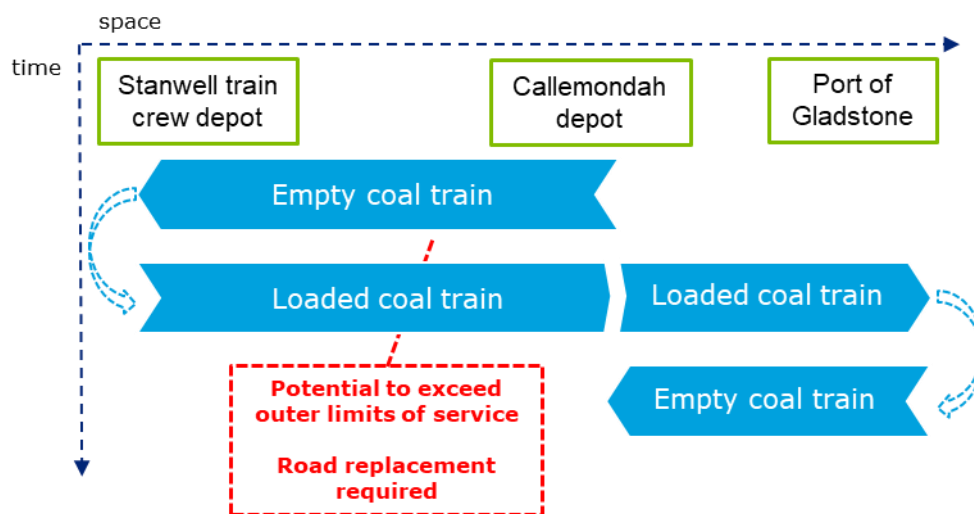 space
time
Stanwell train
crew depot
Callemondah
depot
Port of
Gladstone
Empty coal train
Loaded coal train
Loaded coal train
Potential to exceed
outer limits of service
Road replacement
required
Empty coal train